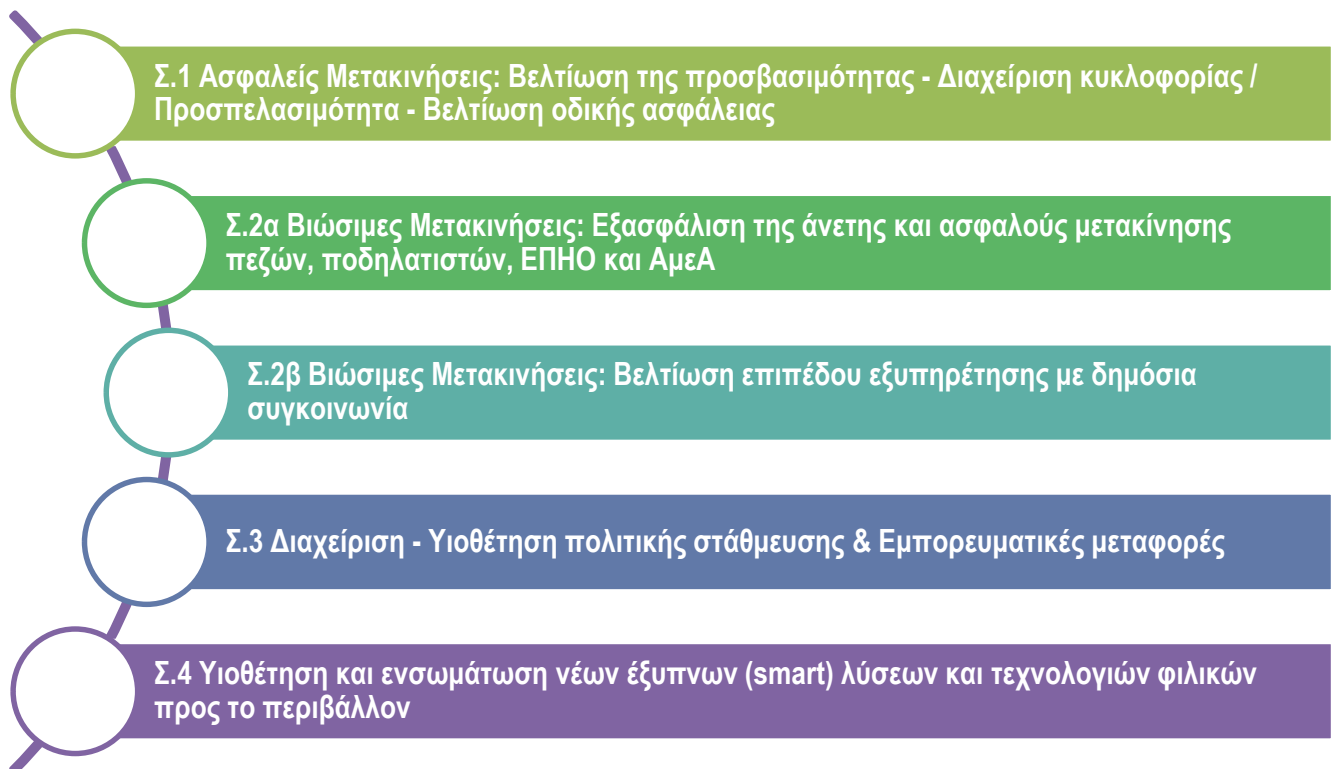 Σ.1 Ασφαλείς Μετακινήσεις: Βελτίωση της προσβασιμότητας - Διαχείριση κυκλοφορίας /
Προσπελασιμότητα - Βελτίωση οδικής ασφάλειας
Σ.2α Βιώσιμες Μετακινήσεις: Εξασφάλιση της άνετης και ασφαλούς μετακίνησης
πεζών, ποδηλατιστών, ΕΠΗΟ και ΑμεΑ
Σ.2β Βιώσιμες Μετακινήσεις: Βελτίωση επιπέδου εξυπηρέτησης με δημόσια
συγκοινωνία
Σ.3 Διαχείριση - Υιοθέτηση πολιτικής στάθμευσης & Εμπορευματικές μεταφορές
Σ.4 Υιοθέτηση και ενσωμάτωση νέων έξυπνων (smart) λύσεων και τεχνολογιών φιλικών
προς το περιβάλλον